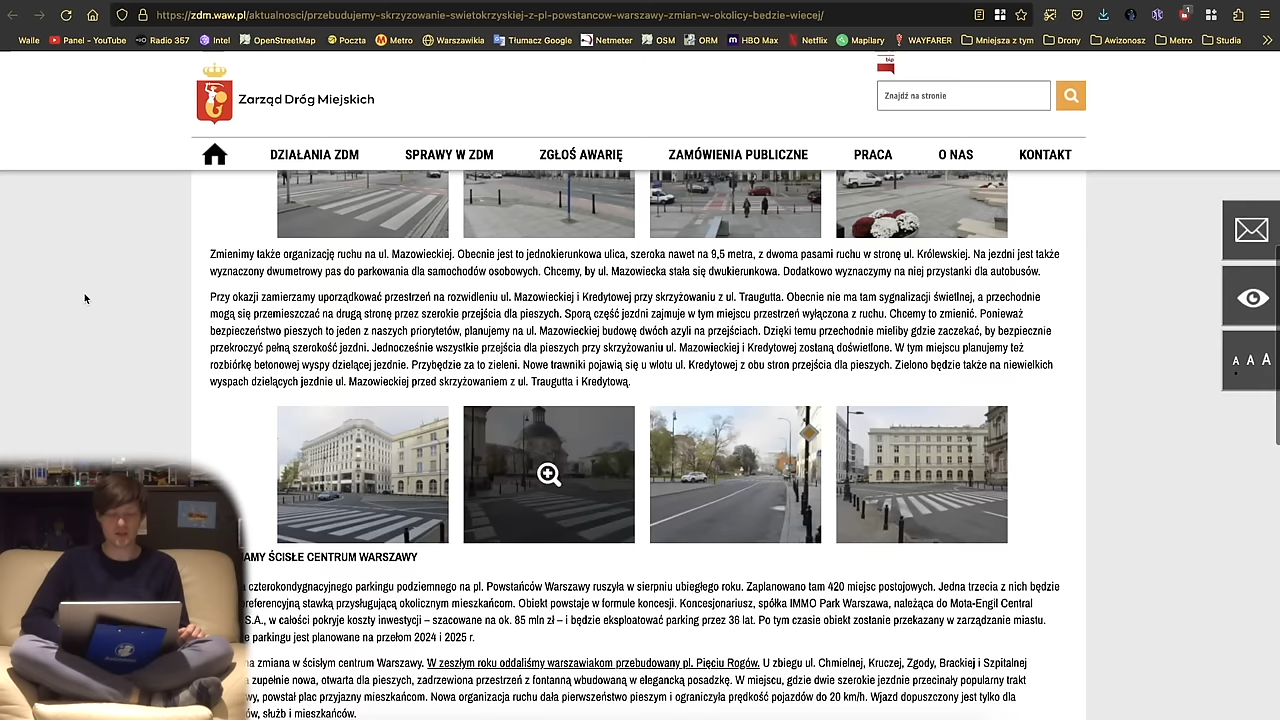 https://zdm.waw.pl/aktualnosci/przebudujemy-skrzyzowanie-swietokrzyskiej-z-pl-powstancow-warszawy-zmian-w-okolicy-bedzie-wiecej/
Walle Panel - YouTube Radio 357 Intel OpenStreetMap Poczta Metro Warszawikia Tłumacz Google Netmeter OSM ORM HBO Max Netflix Mapilary WAYFARER Mniejsza z tym Drony Awizonosz Metro Studia
bip
Zarząd Dróg Miejskich
Znajdź na stronie
DZIAŁANIA ZDM SPRAWY W ZDM ZGŁOŚ AWARIĘ ZAMÓWIENIA PUBLICZNE PRACA O NAS KONTAKT
Zmienimy także organizację ruchu na ul. Mazowieckiej. Obecnie jest to jednokierunkowa ulica, szeroka nawet na 9,5 metra, z dwoma pasami ruchu w stronę ul. Królewskiej. Na jezdni jest także
wyznaczony dwumetrowy pas do parkowania dla samochodów osobowych. Chcemy, by ul. Mazowiecka stała się dwukierunkowa. Dodatkowo wyznaczymy na niej przystanki dla autobusów.
Przy okazji zamierzamy uporządkować przestrzeń na rozwidleniu ul. Mazowieckiej i Kredytowej przy skrzyżowaniu z ul. Traugutta. Obecnie nie ma tam sygnalizacji świetlnej, a przechodnie
mogą się przemieszczać na drugą stronę przez szerokie przejścia dla pieszych. Sporą część jezdni zajmuje w tym miejscu przestrzeń wyłączona z ruchu. Chcemy to zmienić. Ponieważ
bezpieczeństwo pieszych to jeden z naszych priorytetów, planujemy na ul. Mazowieckiej budowę dwóch azyli na przejściach. Dzięki temu przechodnie mieliby gdzie zaczekać, by bezpiecznie
przekroczyć pełną szerokość jezdni. Jednocześnie wszystkie przejścia dla pieszych przy skrzyżowaniu ul. Mazowieckiej i Kredytowej zostaną doświetlone. W tym miejscu planujemy też
rozbiórkę betonowej wyspy dzielącej jezdnie. Przybędzie za to zieleni. Nowe trawniki pojawią się u wlotu ul. Kredytowej z obu stron przejścia dla pieszych. Zielono będzie także na niewielkich
wyspach dzielących jezdnie ul. Mazowieckiej przed skrzyżowaniem z ul. Traugutta i Kredytową.
A A A
AMY ŚCISŁE CENTRUM WARSZAWY
czterokondygnacyjnego parkingu podziemnego na pl. Powstańców Warszawy ruszyła w sierpniu ubiegłego roku. Zaplanowano tam 420 miejsc postojowych. Jedna trzecia z nich będzie
referencyjną stawką przysługującą okolicznym mieszkańcom. Obiekt powstaje w formule koncesji. Koncesjonariusz, spółka IMMO Park Warszawa, należąca do Mota-Engil Central
S.A., w całości pokryje koszty inwestycji – szacowane na ok. 85 mln zł – i będzie eksploatować parking przez 36 lat. Po tym czasie obiekt zostanie przekazany w zarządzanie miastu.
e parkingu jest planowane na przełom 2024 i 2025 r.
na zmiana w ścisłym centrum Warszawy. W zeszłym roku oddaliśmy warszawiakom przebudowany pl. Pięciu Rogów. U zbiegu ul. Chmielnej, Kruczej, Zgody, Brackiej i Szpitalnej
zupełnie nowa, otwarta dla pieszych, zadrzewiona przestrzeń z fontanną wbudowaną w elegancką posadzkę. W miejscu, gdzie dwie szerokie jezdnie przecinały popularny trakt
wy, powstał plac przyjazny mieszkańcom. Nowa organizacja ruchu dała pierwszeństwo pieszym i ograniczyła prędkość pojazdów do 20 km/h. Wjazd dopuszczony jest tylko dla
ów, służb i mieszkańców.